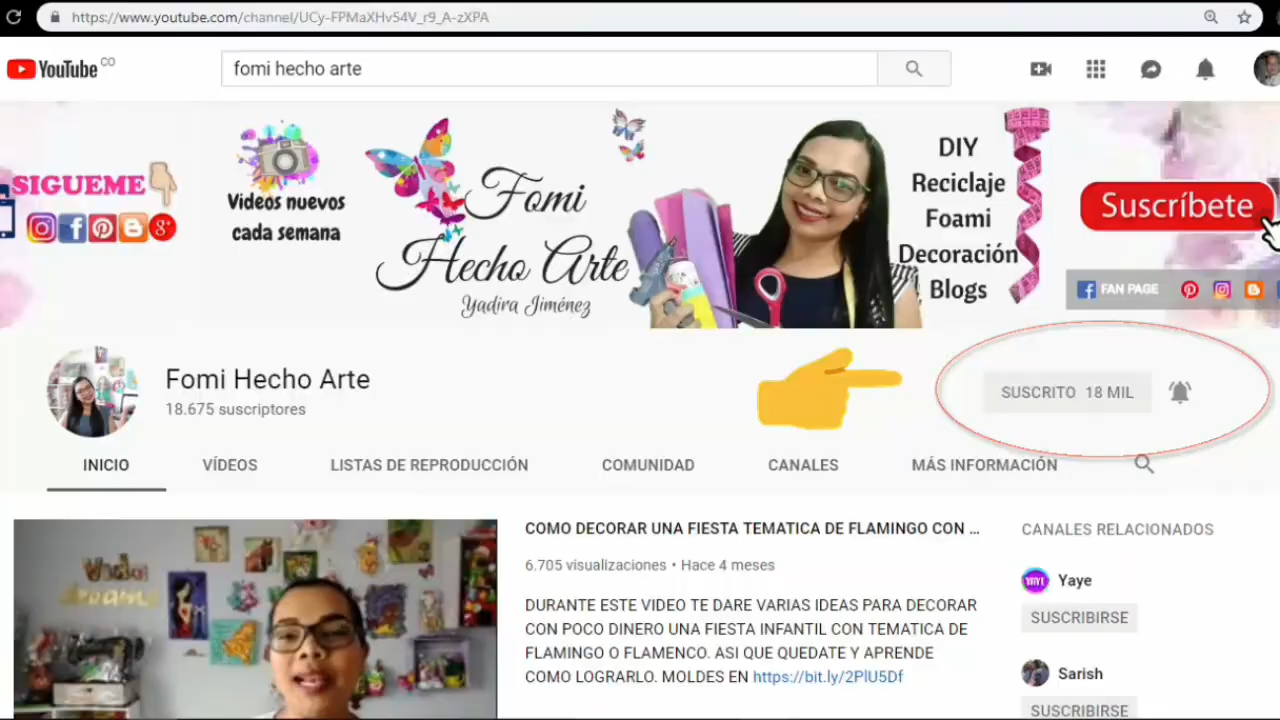 https://www.youtube.com/channel/UCy-FPMaXHv54V_r9_A-zXPA
YouTube CO
fomi hecho arte
SIGUEME
Videos nuevos
cada semana
Fomi
Hecho Arte
Yadira Jiménez
DIY
Reciclaje
Foami
Decoración
Blogs
Suscríbete
FAN PAGE
Fomi Hecho Arte
18.675 suscriptores
SUSCRITO 18 MIL
INICIO VÍDEOS LISTAS DE REPRODUCCIÓN COMUNIDAD CANALES MÁS INFORMACIÓN
COMO DECORAR UNA FIESTA TEMATICA DE FLAMINGO CON ...
6.705 visualizaciones • Hace 4 meses
DURANTE ESTE VIDEO TE DARE VARIAS IDEAS PARA DECORAR
CON POCO DINERO UNA FIESTA INFANTIL CON TEMATICA DE
FLAMINGO O FLAMENCO. ASI QUE QUEDATE Y APRENDE
COMO LOGRARLO. MOLDES EN https://bit.ly/2PlU5Df
CANALES RELACIONADOS
YAYE
Yaye
SUSCRIBIRSE
Sarish
SUSCRIBIRSE